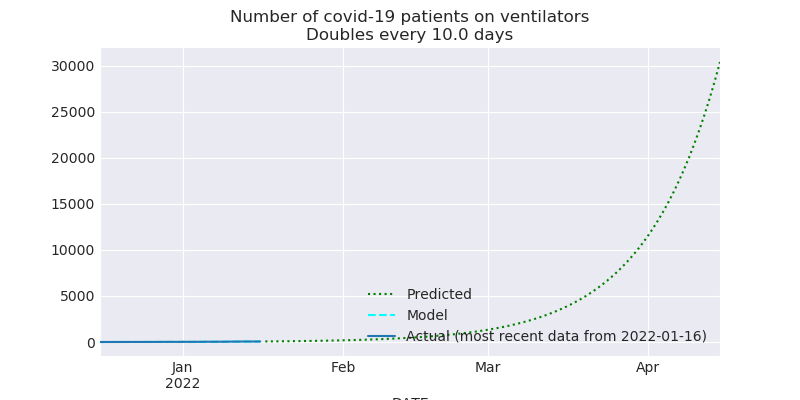 Number of covid-19 patients on ventilators
Doubles every 10.0 days
30000
25000
20000
15000
10000
5000
0
Predicted
Model
Actual (most recent data from 2022-01-16)
Jan
2022
Feb
Mar
Apr
DATE